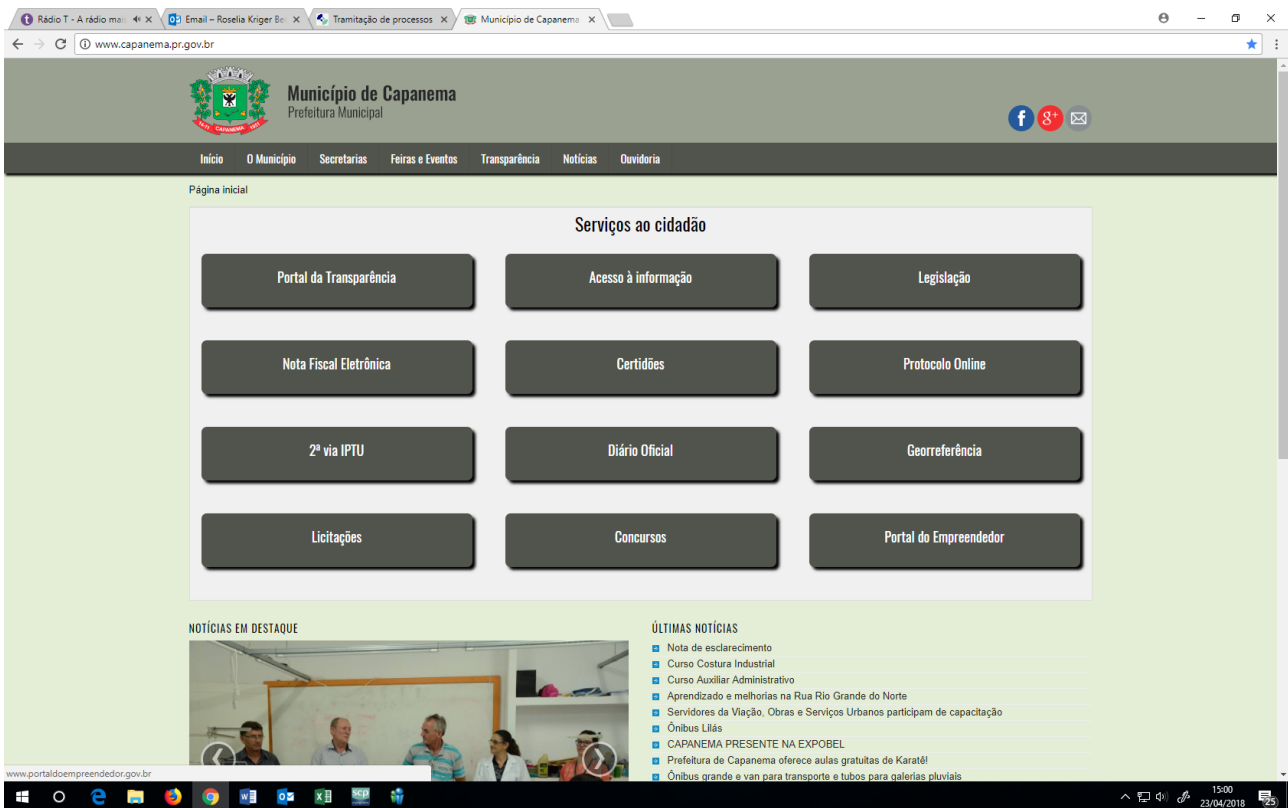 Rádio T - A rádio mai
Email – Roselia Kriger Be
Tramitação de processos
Município de Capanema
www.capanema.pr.gov.br
CAPANEMA
Município de Capanema
Prefeitura Municipal
f g+
Início O Município Secretarias Feiras e Eventos Transparência Notícias Ouvidoria
Página inicial
Serviços ao cidadão
Portal da Transparência Acesso à informação Legislação
Nota Fiscal Eletrônica Certidões Protocolo Online
2ª via IPTU Diário Oficial Georreferência
Licitações Concursos Portal do Empreendedor
NOTÍCIAS EM DESTAQUE
ÚLTIMAS NOTÍCIAS
Nota de esclarecimento
Curso Costura Industrial
Curso Auxiliar Administrativo
Aprendizado e melhorias na Rua Rio Grande do Norte
Servidores da Viação, Obras e Serviços Urbanos participam de capacitação
Ônibus Lilás
CAPANEMA PRESENTE NA EXPOBEL
Prefeitura de Capanema oferece aulas gratuitas de Karatê!
Ônibus grande e van para transporte e tubos para galerias pluviais
www.portaldoempreendedor.gov.br
scp
15:00
23/04/2018
25